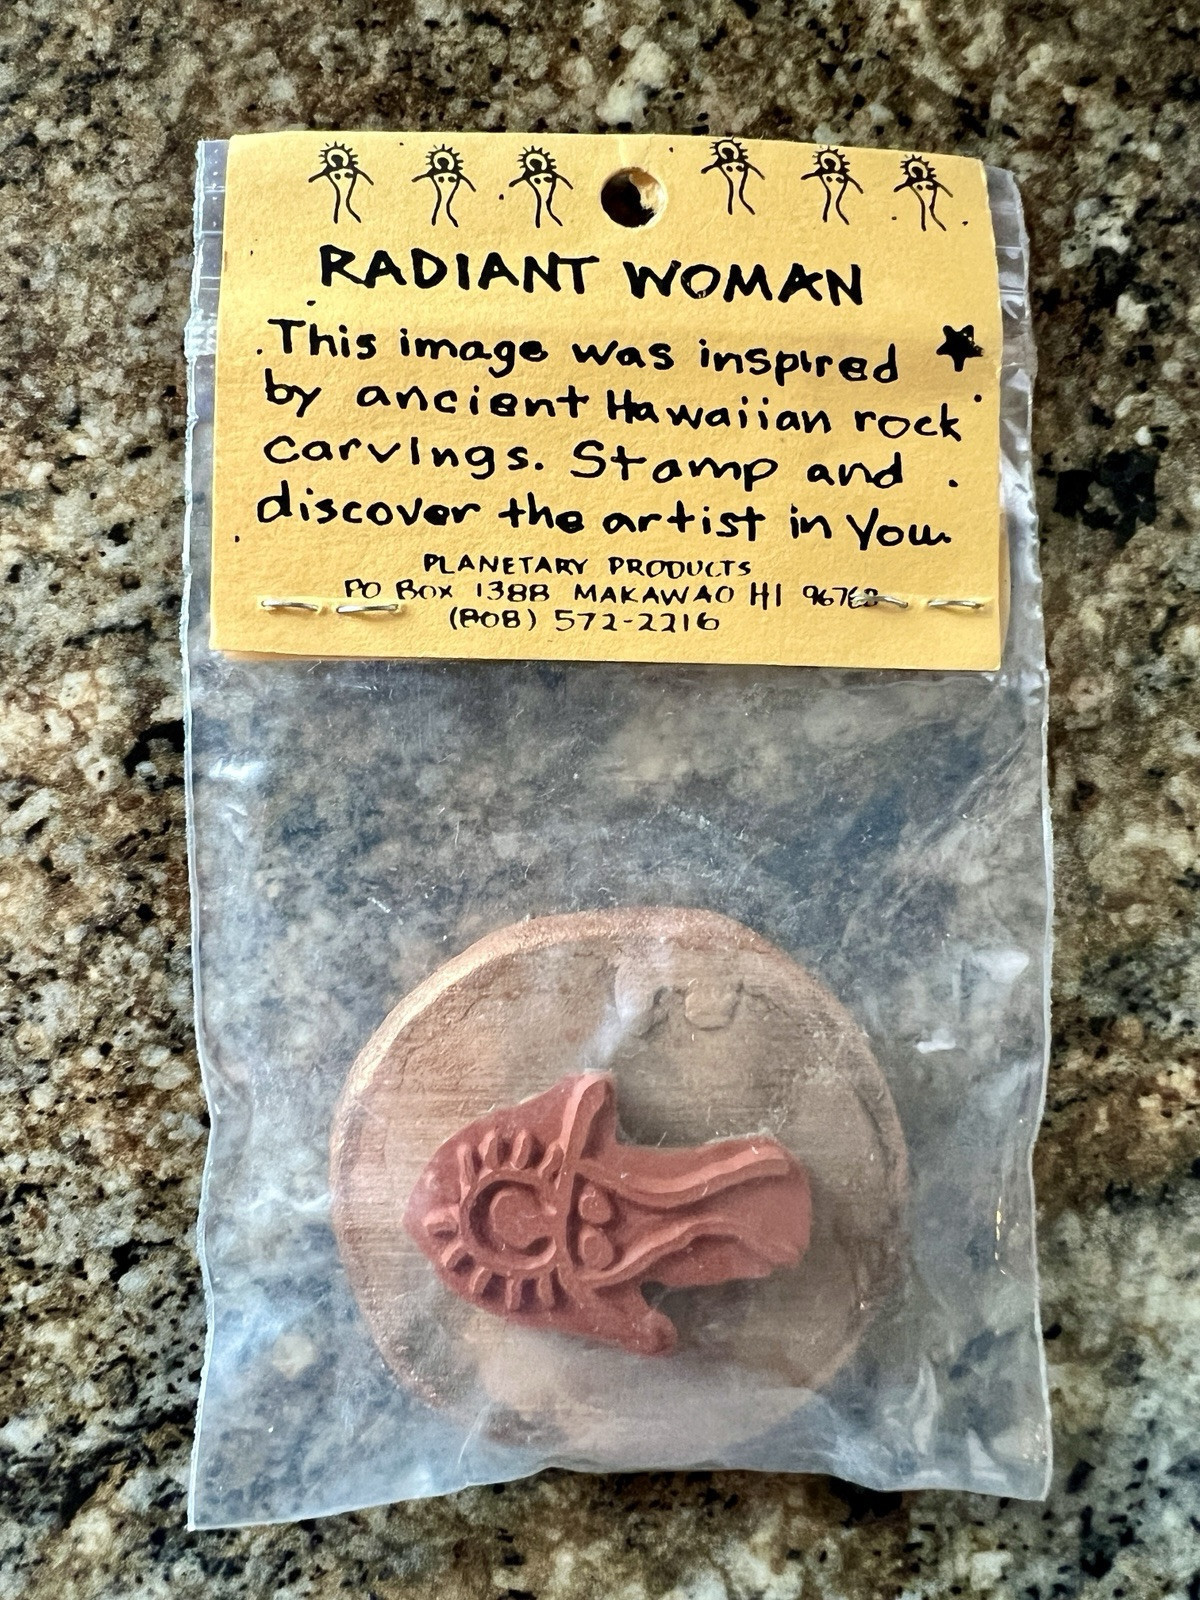 RADIANT WOMAN
This image was inspired
by ancient Hawaiian rock
carvings. Stamp and
discover the artist in You.
PLANETARY PRODUCTS
PO Box 1388 MAKAWAO HI 96768
(808) 572-2216